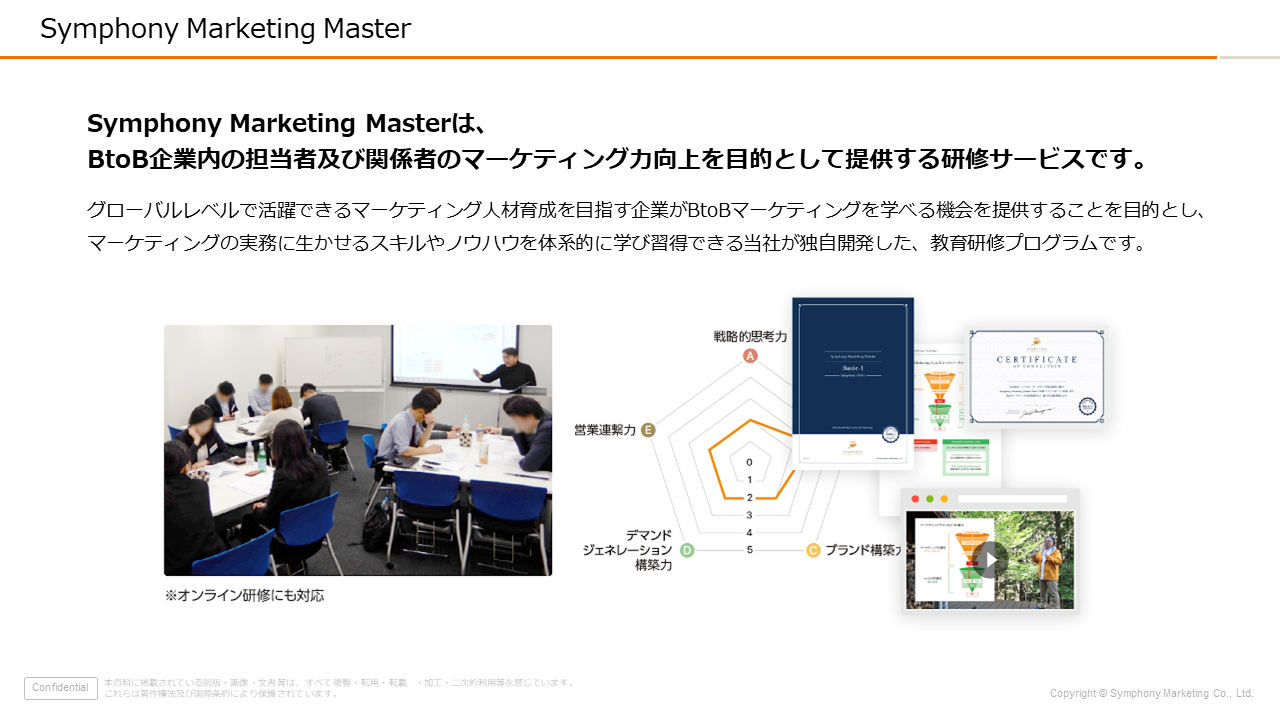 Symphony Marketing Master
Symphony Marketing Masterは、
BtoB企業内の担当者及び関係者のマーケティング力向上を目的として提供する研修サービスです。
グローバルレベルで活躍できるマーケティング人材育成を目指す企業がBtoBマーケティングを学べる機会を提供することを目的とし、
マーケティングの実務に生かせるスキルやノウハウを体系的に学び習得できる当社が独自開発した、教育研修プログラムです。
戦略的思考力
A
営業連繋力 E
0
1
2
3
4
5
デマンド
ジェネレーション
構築力
D
C ブランド構築力
Symphony Marketing Master
Basic-1
CERTIFICATE
OF COMPLETION
※オンライン研修にも対応
Confidential
本資料に掲載されている図版・画像・文書等は、すべて複製・転用・転載 ・加工・二次的利用等を禁じています。
これらは著作権法及び国際条約により保護されています。
Copyright © Symphony Marketing Co., Ltd.